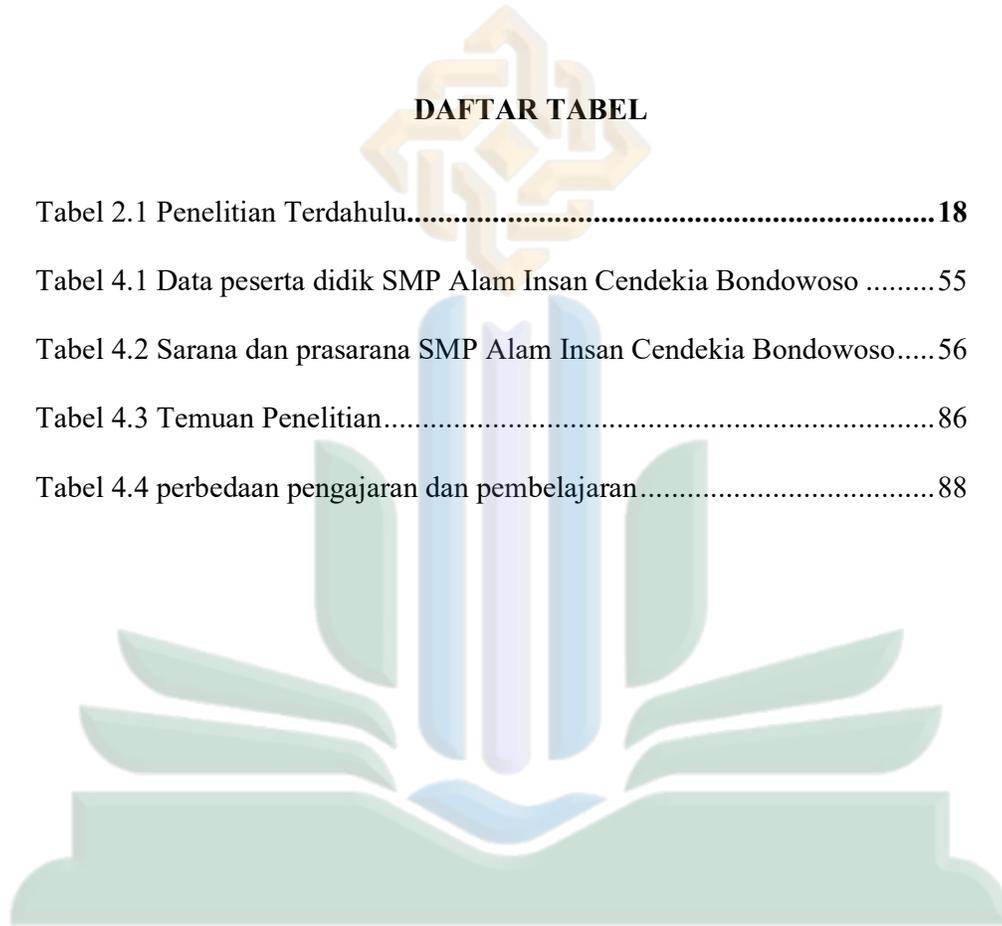 DAFTAR TABEL
Tabel 2.1 Penelitian Terdahulu.......................................................................18
Tabel 4.1 Data peserta didik SMP Alam Insan Cendekia Bondowoso .........55
Tabel 4.2 Sarana dan prasarana SMP Alam Insan Cendekia Bondowoso.....56
Tabel 4.3 Temuan Penelitian..........................................................................86
Tabel 4.4 perbedaan pengajaran dan pembelajaran.......................................88